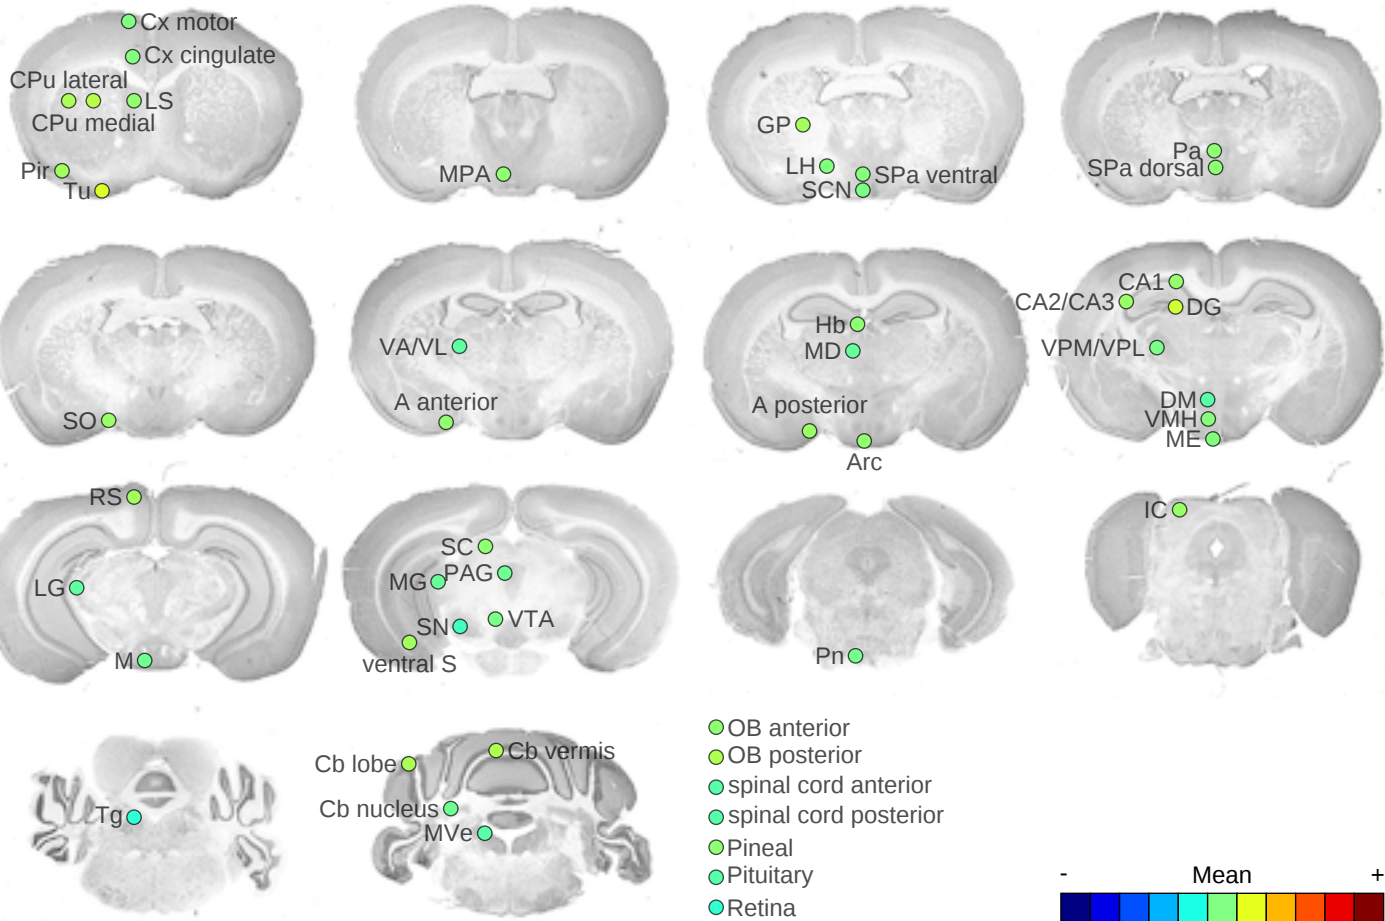 Cx motor
Cx cingulate
CPu lateral
LS
CPu medial
Pir
Tu
MPA
GP
LH
SPa ventral
SCN
Pa
SPa dorsal
SO
VA/VL
A anterior
Hb
MD
A posterior
Arc
CA1
CA2/CA3
DG
VPM/VPL
DM
VMH
ME
RS
LG
M
SC
MG
PAG
SN
VTA
ventral S
Pn
IC
Tg
Cb lobe
Cb vermis
Cb nucleus
MVe
OB anterior
OB posterior
spinal cord anterior
spinal cord posterior
Pineal
Pituitary
Retina
- Mean +